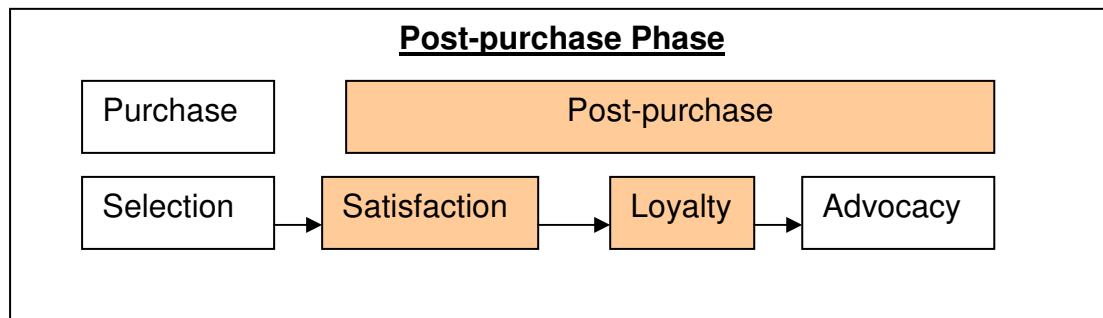 Post-purchase Phase
Purchase
Post-purchase
Selection
Satisfaction
Loyalty
Advocacy